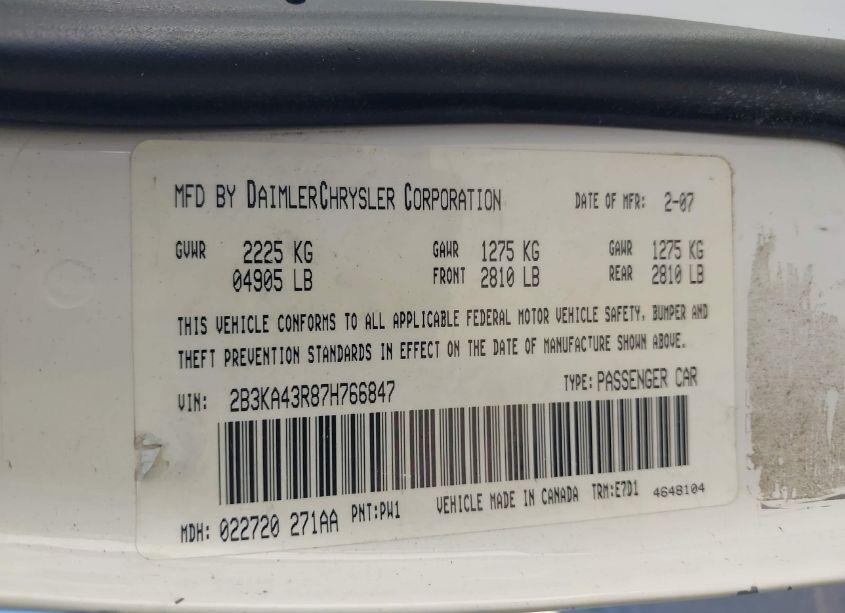 MFD BY DAIMLERCHRYSLER CORPORATION DATE OF MFR: 2-07
GVWR 2225 KG GAWR 1275 KG GAWR 1275 KG
04905 LB FRONT 2810 LB REAR 2810 LB
THIS VEHICLE CONFORMS TO ALL APPLICABLE FEDERAL MOTOR VEHICLE SAFETY, BUMPER AND
THEFT PREVENTION STANDARDS IN EFFECT ON THE DATE OF MANUFACTURE SHOWN ABOVE.
VIN: 2B3KA43R87H766847 TYPE: PASSENGER CAR
MDH: 022720 271AA PNT:PW1 VEHICLE MADE IN CANADA TRM:E7D1 4648104